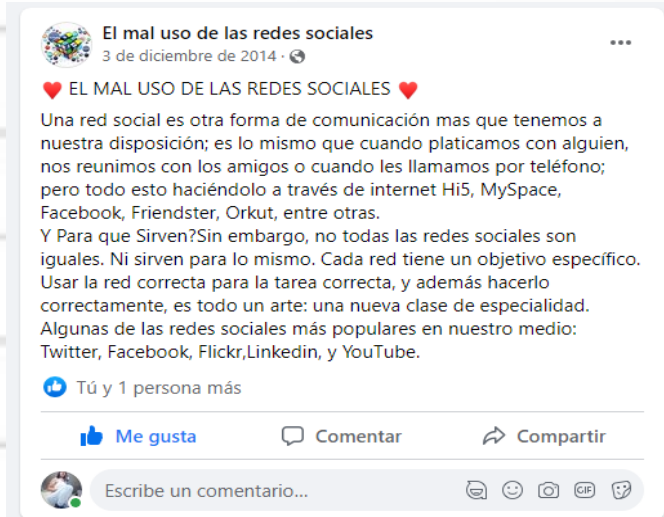 El mal uso de las redes sociales
3 de diciembre de 2014 ·
EL MAL USO DE LAS REDES SOCIALES
Una red social es otra forma de comunicación mas que tenemos a
nuestra disposición; es lo mismo que cuando platicamos con alguien,
nos reunimos con los amigos o cuando les llamamos por teléfono;
pero todo esto haciéndolo a través de internet Hi5, MySpace,
Facebook, Friendster, Orkut, entre otras.
Y Para que Sirven?Sin embargo, no todas las redes sociales son
iguales. Ni sirven para lo mismo. Cada red tiene un objetivo específico.
Usar la red correcta para la tarea correcta, y además hacerlo
correctamente, es todo un arte: una nueva clase de especialidad.
Algunas de las redes sociales más populares en nuestro medio:
Twitter, Facebook, Flickr,Linkedin, y YouTube.
Tú y 1 persona más
Me gusta Comentar Compartir
Escribe un comentario... GIF